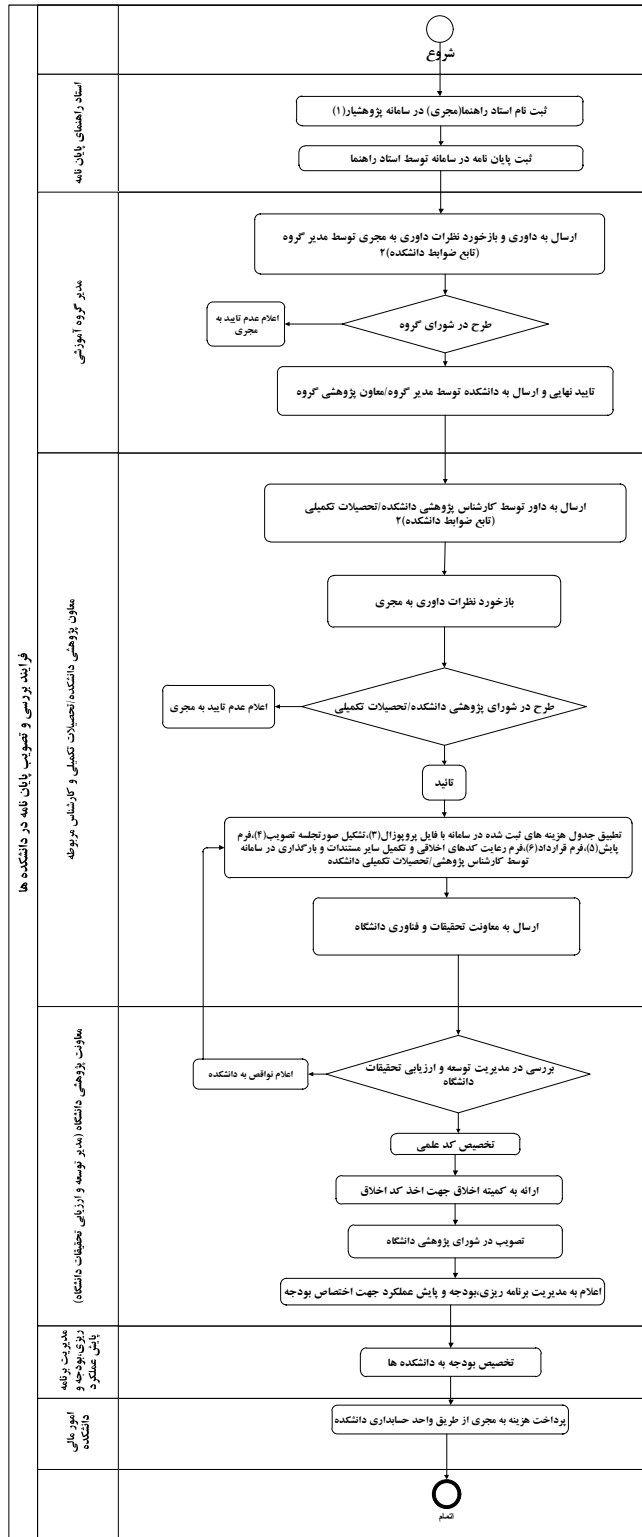 فرایند بررسی و تصویب پایان نامه در دانشکده ها
شروع
استاد راهنمای پایان نامه
ثبت نام استاد راهنما(مجری) در سامانه پژوهشیار(۱)
ثبت پایان نامه در سامانه توسط استاد راهنما
مدیر گروه آموزشی
ارسال به داوری و بازخورد نظرات داوری به مجری توسط مدیر گروه
(تابع ضوابط دانشکده)۲
طرح در شورای گروه
اعلام عدم تایید به
مجری
تایید نهایی و ارسال به دانشکده توسط مدیر گروه/معاون پژوهشی گروه
معاون پژوهشی دانشکده/تحصیلات تکمیلی و کارشناس مربوطه
ارسال به داور توسط کارشناس پژوهشی دانشکده/تحصیلات تکمیلی
(تابع ضوابط دانشکده)۲
بازخورد نظرات داوری به مجری
طرح در شورای پژوهشی دانشکده/تحصیلات تکمیلی
اعلام عدم تایید به مجری
تائید
تطبیق جدول هزینه های ثبت شده در سامانه با فایل پروپوزال(۳)،تشکیل صورتجلسه تصویب(۴)،فرم
پایش(۵)،فرم قرارداد(۶)،فرم رعایت کدهای اخلاقی و تکمیل سایر مستندات و بارگذاری در سامانه
توسط کارشناس پژوهشی/تحصیلات تکمیلی دانشکده
ارسال به معاونت تحقیقات و فناوری دانشگاه
معاونت پژوهشی دانشگاه (مدیر توسعه و ارزیابی تحقیقات دانشگاه)
بررسی در مدیریت توسعه و ارزیابی تحقیقات
دانشگاه
اعلام نواقص به دانشکده
تخصیص کد علمی
ارائه به کمیته اخلاق جهت اخذ کد اخلاق
تصویب در شورای پژوهشی دانشگاه
اعلام به مدیریت برنامه ریزی،بودجه و پایش عملکرد جهت اختصاص بودجه
مدیریت برنامه
ریزی،بودجه و
پایش عملکرد
تخصیص بودجه به دانشکده ها
امور مالی
دانشکده
پرداخت هزینه به مجری از طریق واحد حسابداری دانشکده
اتمام